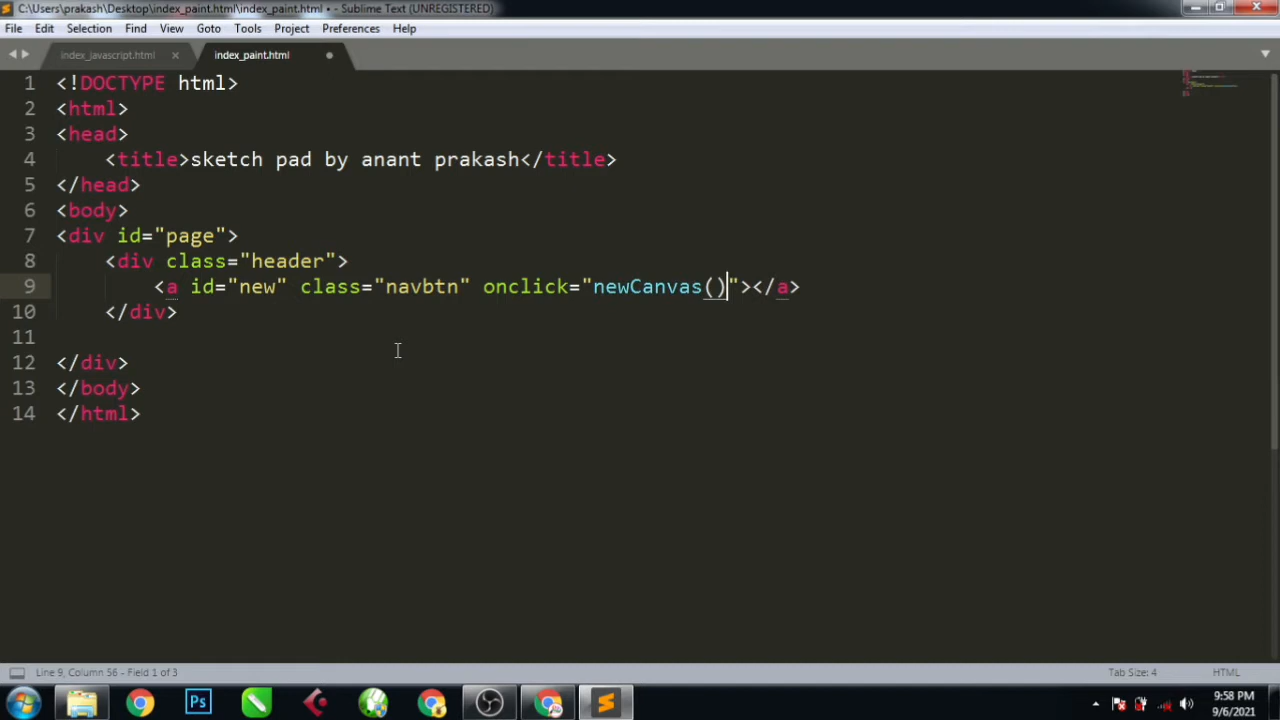 C:\Users\prakash\Desktop\index_paint.html\index_paint.html • - Sublime Text (UNREGISTERED)
File Edit Selection Find View Goto Tools Project Preferences Help
index_javascript.html × index_paint.html
1 <!DOCTYPE html>
2 <html>
3 <head>
4 <title>sketch pad by anant prakash</title>
5 </head>
6 <body>
7 <div id="page">
8 <div class="header">
9 <a id="new" class="navbtn" onclick="newCanvas()"></a>
10 </div>
11
12 </div>
13 </body>
14 </html>
Line 9, Column 56 - Field 1 of 3 Tab Size: 4 HTML
Ps
9:58 PM
9/6/2021